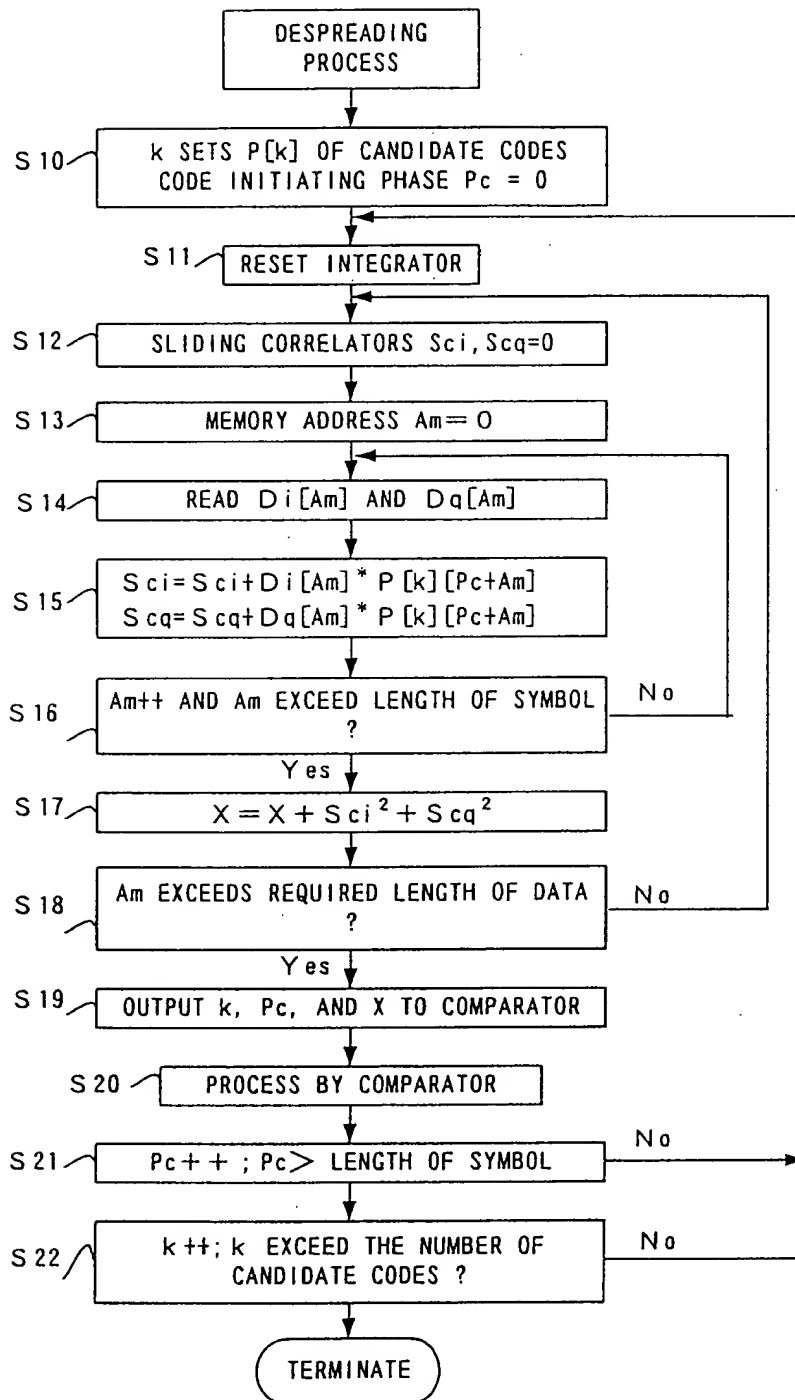 DESPREADING
PROCESS
S10
k SETS P[k] OF CANDIDATE CODES
CODE INITIATING PHASE Pc = 0
S11
RESET INTEGRATOR
S12
SLIDING CORRELATORS Sci, Scq=0
S13
MEMORY ADDRESS Am=0
S14
READ Di[Am] AND Dq[Am]
S15
Sci=Sci+Di[Am]* P[k][Pc+Am]
Scq=Scq+Dq[Am]* P[k][Pc+Am]
S16
Am++ AND Am EXCEED LENGTH OF SYMBOL
?
No
Yes
S17
X=X+Sci²+Scq²
S18
Am EXCEEDS REQUIRED LENGTH OF DATA
?
No
Yes
S19
OUTPUT k, Pc, AND X TO COMPARATOR
S20
PROCESS BY COMPARATOR
S21
Pc++;Pc> LENGTH OF SYMBOL
No
S22
k++;k EXCEED THE NUMBER OF
CANDIDATE CODES ?
No
TERMINATE